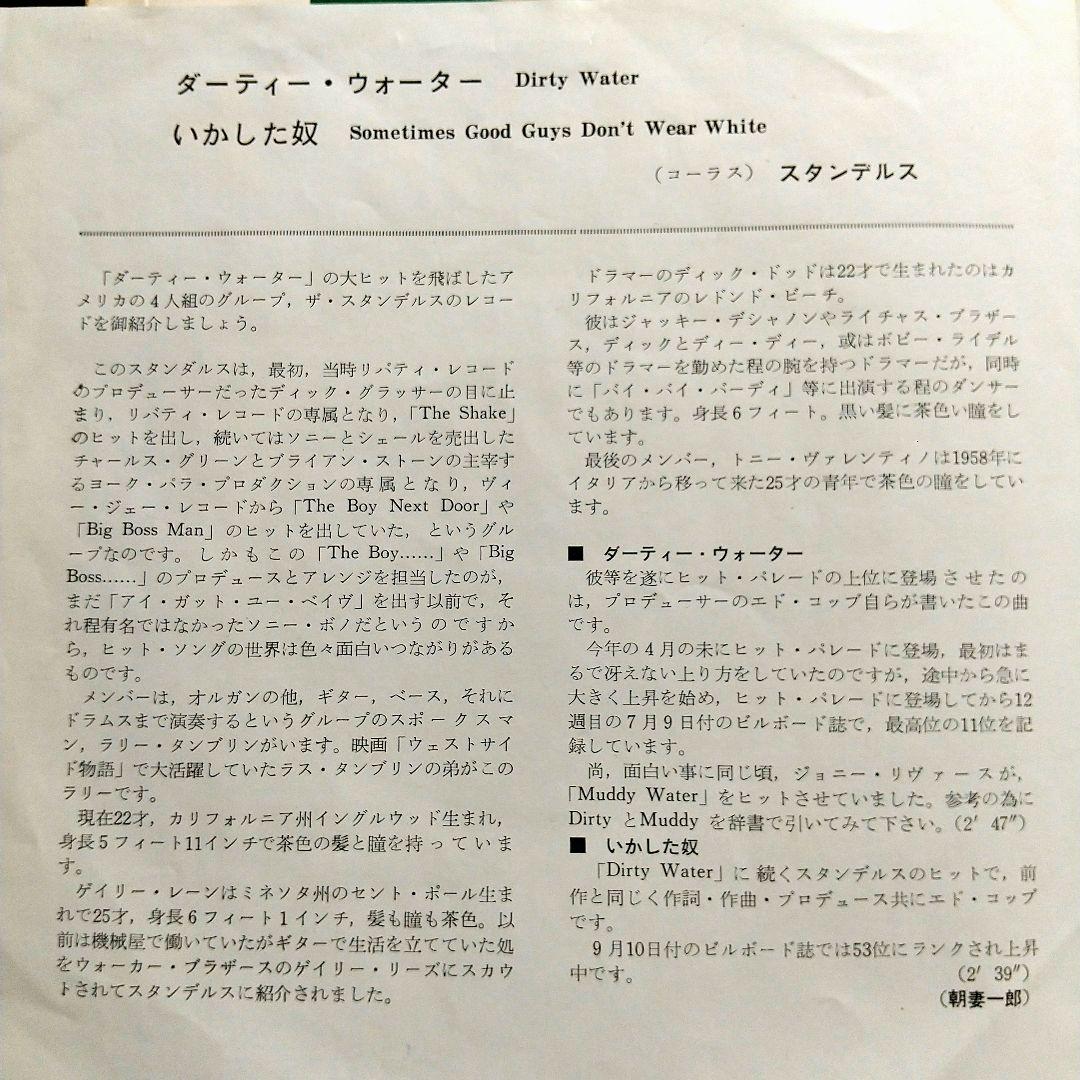 ダーティー・ウォーター Dirty Water
いかした奴 Sometimes Good Guys Don't Wear White
(コーラス) スタンデルス
「ダーティー・ウォーター」の大ヒットを飛ばしたア
メリカの4人組のグループ,ザ・スタンデルスのレコー
ドを御紹介しましょう。
このスタンダルスは,最初,当時リバティ・レコード
のプロデューサーだったディック・グラッサーの目に止
まり,リバティ・レコードの専属となり,「The Shake」
のヒットを出し,続いてはソニーとシェールを売出した
チャールス・グリーンとブライアン・ストーンの主宰す
るヨーク・パラ・プロダクションの専属となり,ヴィ
ー・ジェー・レコードから「The Boy Next Door」や
「Big Boss Man」のヒットを出していた,というグル
ープなのです。しかもこの「The Boy……」や「Big
Boss……」のプロデュースとアレンジを担当したのが,
まだ「アイ・ガット・ユー・ベイヴ」を出す以前で,そ
れ程有名ではなかったソニー・ボノだというのですか
ら,ヒット・ソングの世界は色々面白いつながりがある
ものです。
メンバーは,オルガンの他,ギター,ベース,それに
ドラムスまで演奏するというグループのスポークスマ
ン,ラリー・タンブリンがいます。映画「ウェストサイ
ド物語」で大活躍していたラス・タンブリンの弟がこの
ラリーです。
現在22才,カリフォルニア州イングルウッド生まれ,
身長5フィート11インチで茶色の髪と瞳を持っていま
す。
ゲイリー・レーンはミネソタ州のセント・ポール生ま
れで25才,身長6フィート1インチ,髪も瞳も茶色。以
前は機械屋で働いていたがギターで生活を立てていた処
をウォーカー・ブラザースのゲイリー・リーズにスカウ
トされてスタンデルスに紹介されました。
ドラマーのディック・ドッドは22才で生まれたのはカ
リフォルニアのレドンド・ビーチ。
彼はジャッキー・デシャノンやライチャス・ブラザー
ス,ディックとディー・ディー,或はボビー・ライデル
等のドラマーを勤めた程の腕を持つドラマーだが,同時
に「バイ・バイ・バーディ」等に出演する程のダンサー
でもあります。身長6フィート。黒い髪に茶色い瞳をし
ています。
最後のメンバー,トニー・ヴァレンティノは1958年に
イタリアから移って来た25才の青年で茶色の瞳をしてい
ます。
■ ダーティー・ウォーター
彼等を遂にヒット・パレードの上位に登場させたの
は,プロデューサーのエド・コッブ自らが書いたこの曲
です。
今年の4月の末にヒット・パレードに登場,最初はま
るで冴えない上り方をしていたのですが,途中から急に
大きく上昇を始め,ヒット・パレードに登場してから12
週目の7月9日付のビルボード誌で,最高位の11位を記
録しています。
尚,面白い事に同じ頃,ジョニー・リヴァースが,
「Muddy Water」をヒットさせていました。参考の為に
Dirty とMuddy を辞書で引いてみて下さい。(2′ 47″)
■ いかした奴
「Dirty Water」に続くスタンデルスのヒットで,前
作と同じく作詞・作曲・プロデュース共にエド・コッブ
です。
9月10日付のビルボード誌では53位にランクされ上昇
中です。 (2′ 39″)
(朝妻一郎)